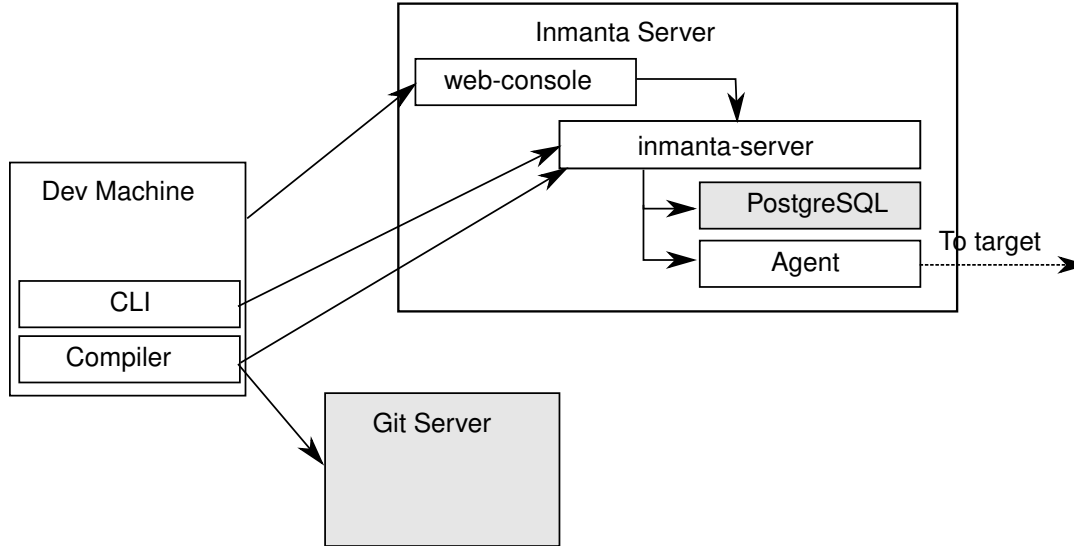 Inmanta Server
web-console
inmanta-server
Dev Machine
PostgreSQL
To target
Agent
CLI
Compiler
Git Server